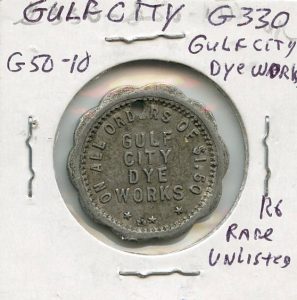 GULF CITY G330
GULF CITY
DYE WORK
G50-10
ON ALL ORDERS OF $1.50
GULF
CITY
DYE
WORKS
R6
RARE
UNLISTED